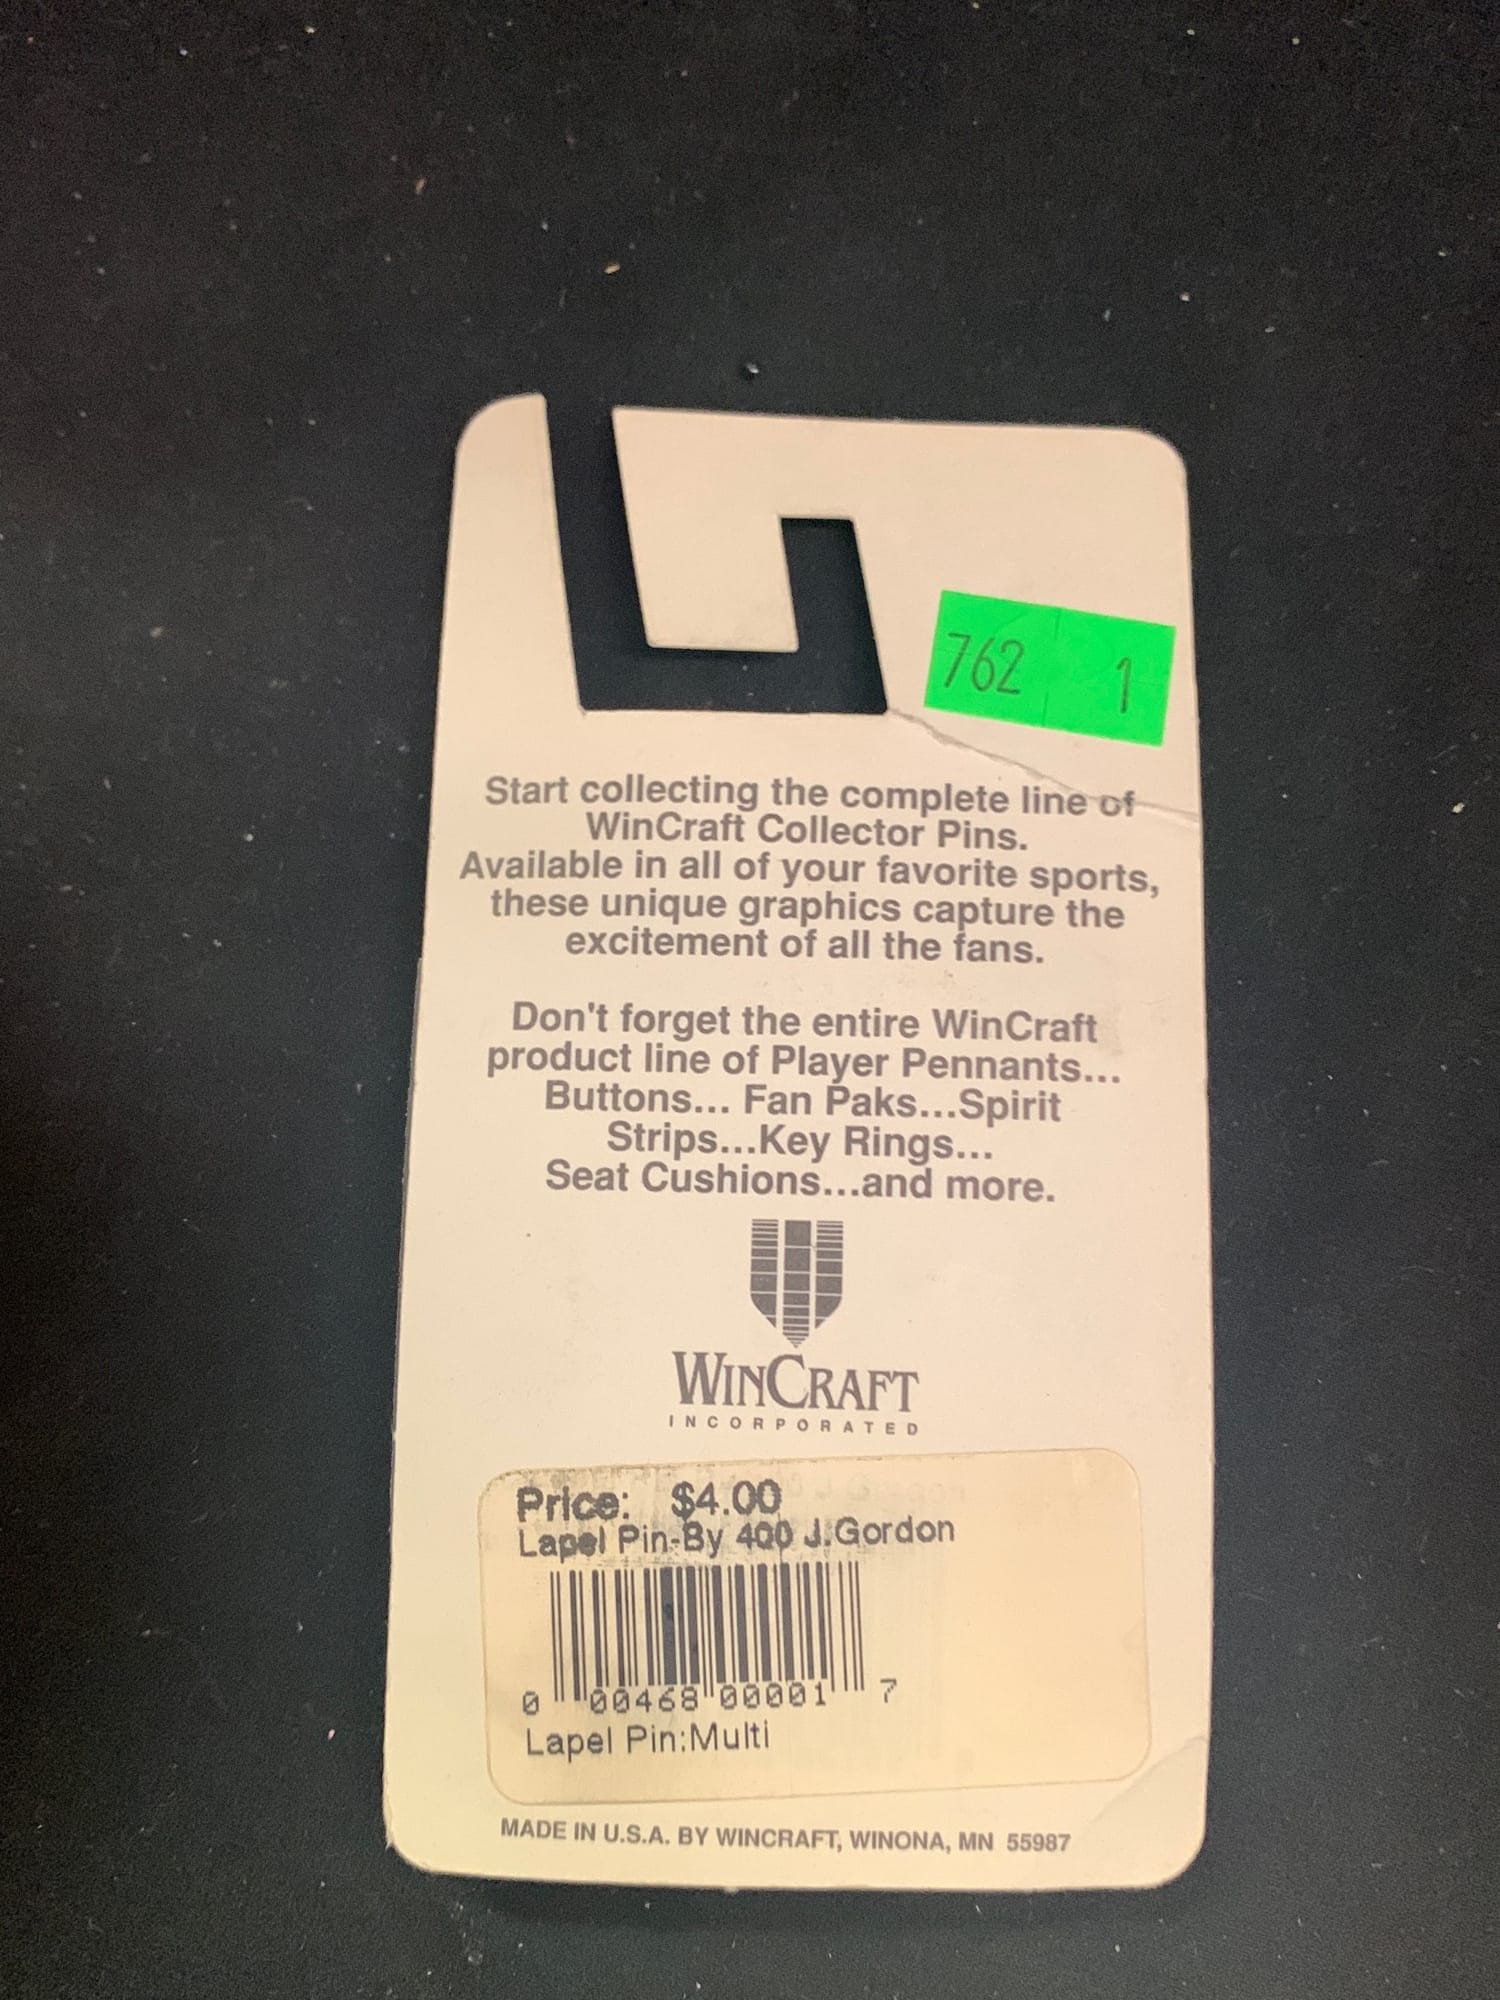 762 1
Start collecting the complete line of
WinCraft Collector Pins.
Available in all of your favorite sports,
these unique graphics capture the
excitement of all the fans.
Don't forget the entire WinCraft
product line of Player Pennants...
Buttons... Fan Paks...Spirit
Strips...Key Rings...
Seat Cushions...and more.
WINCRAFT
INCORPORATED
Price: $4.00
Lapel Pin-By 400 J.Gordon
0 00468 00001 7
Lapel Pin:Multi
MADE IN U.S.A. BY WINCRAFT, WINONA, MN 55987